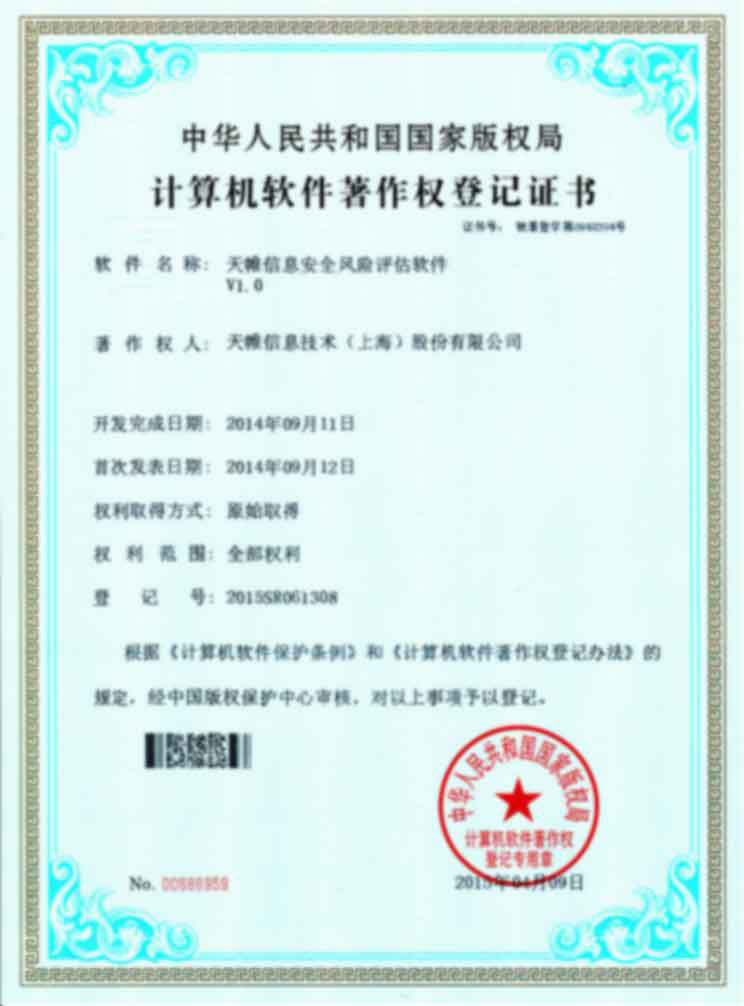 中华人民共和国国家版权局
计算机软件著作权登记证书
证书号: 软著登字第
软件名称: 天帷信息安全风险评估软件
V1.0
著作权人: 天帷信息技术(上海)股份有限公司
开发完成日期: 2014年09月11日
首次发表日期: 2014年09月12日
权利取得方式: 原始取得
权利范围: 全部权利
登记号: 2015SR061308
根据《计算机软件保护条例》和《计算机软件著作权登记办法》的
规定,经中国版权保护中心审核,对以上事项予以登记。
中华人民共和国国家版权局
计算机软件著作权
登记专用章
No.
2015年04月09日